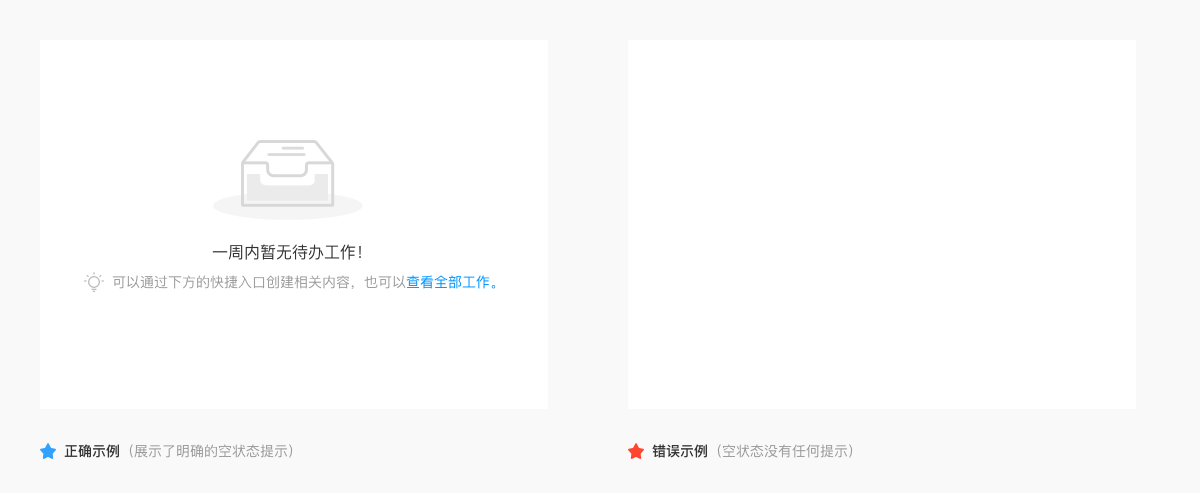 一周内暂无待办工作！
可以通过下方的快捷入口创建相关内容，也可以查看全部工作。
正确示例（展示了明确的空状态提示）
错误示例（空状态没有任何提示）